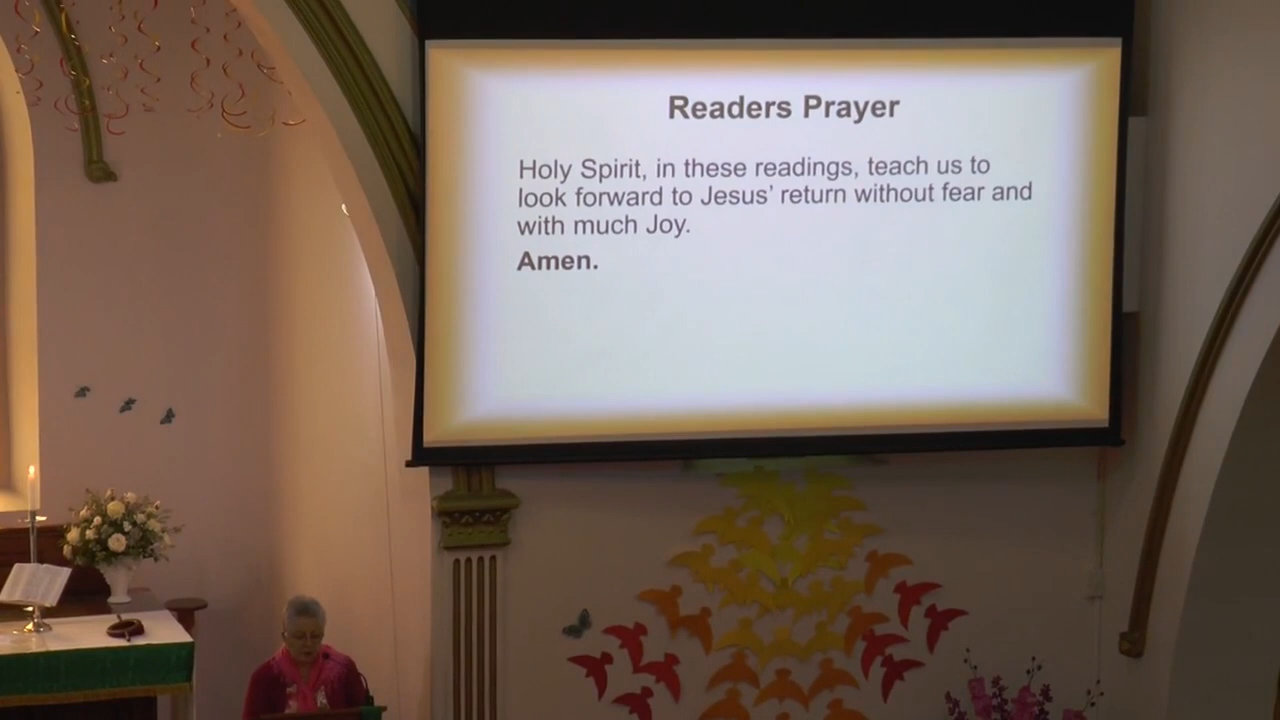 Readers Prayer
Holy Spirit, in these readings, teach us to
look forward to Jesus’ return without fear and
with much Joy.
Amen.